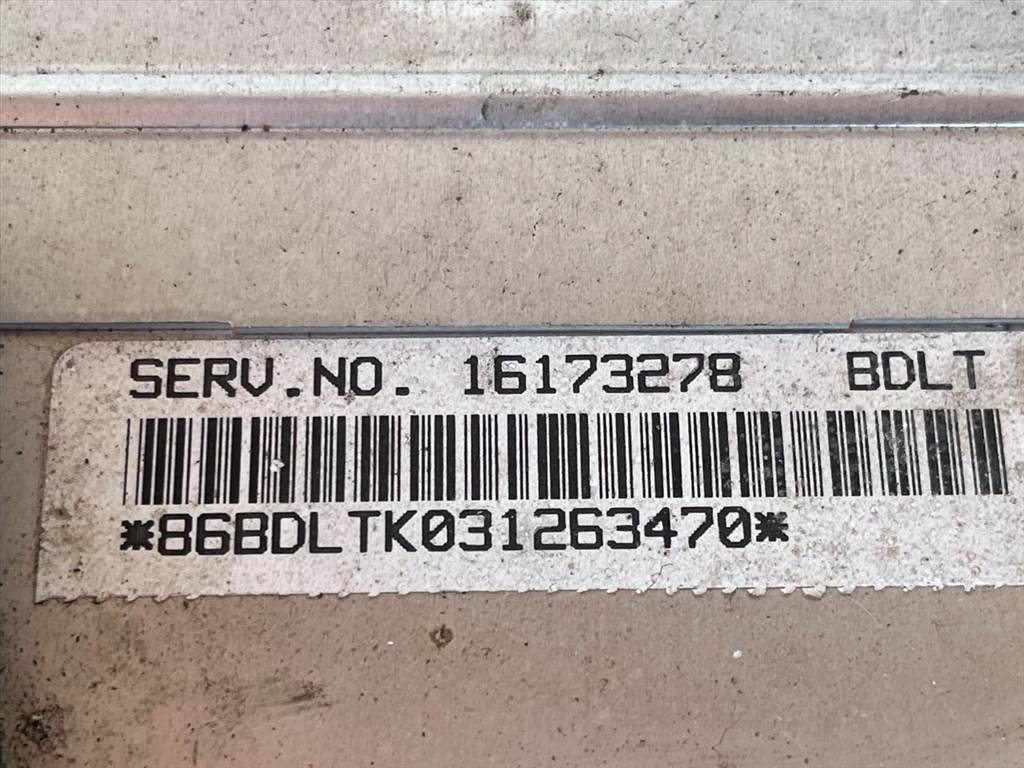 SERV.NO. 16173278 BDLT
*86BDLTK031263470*